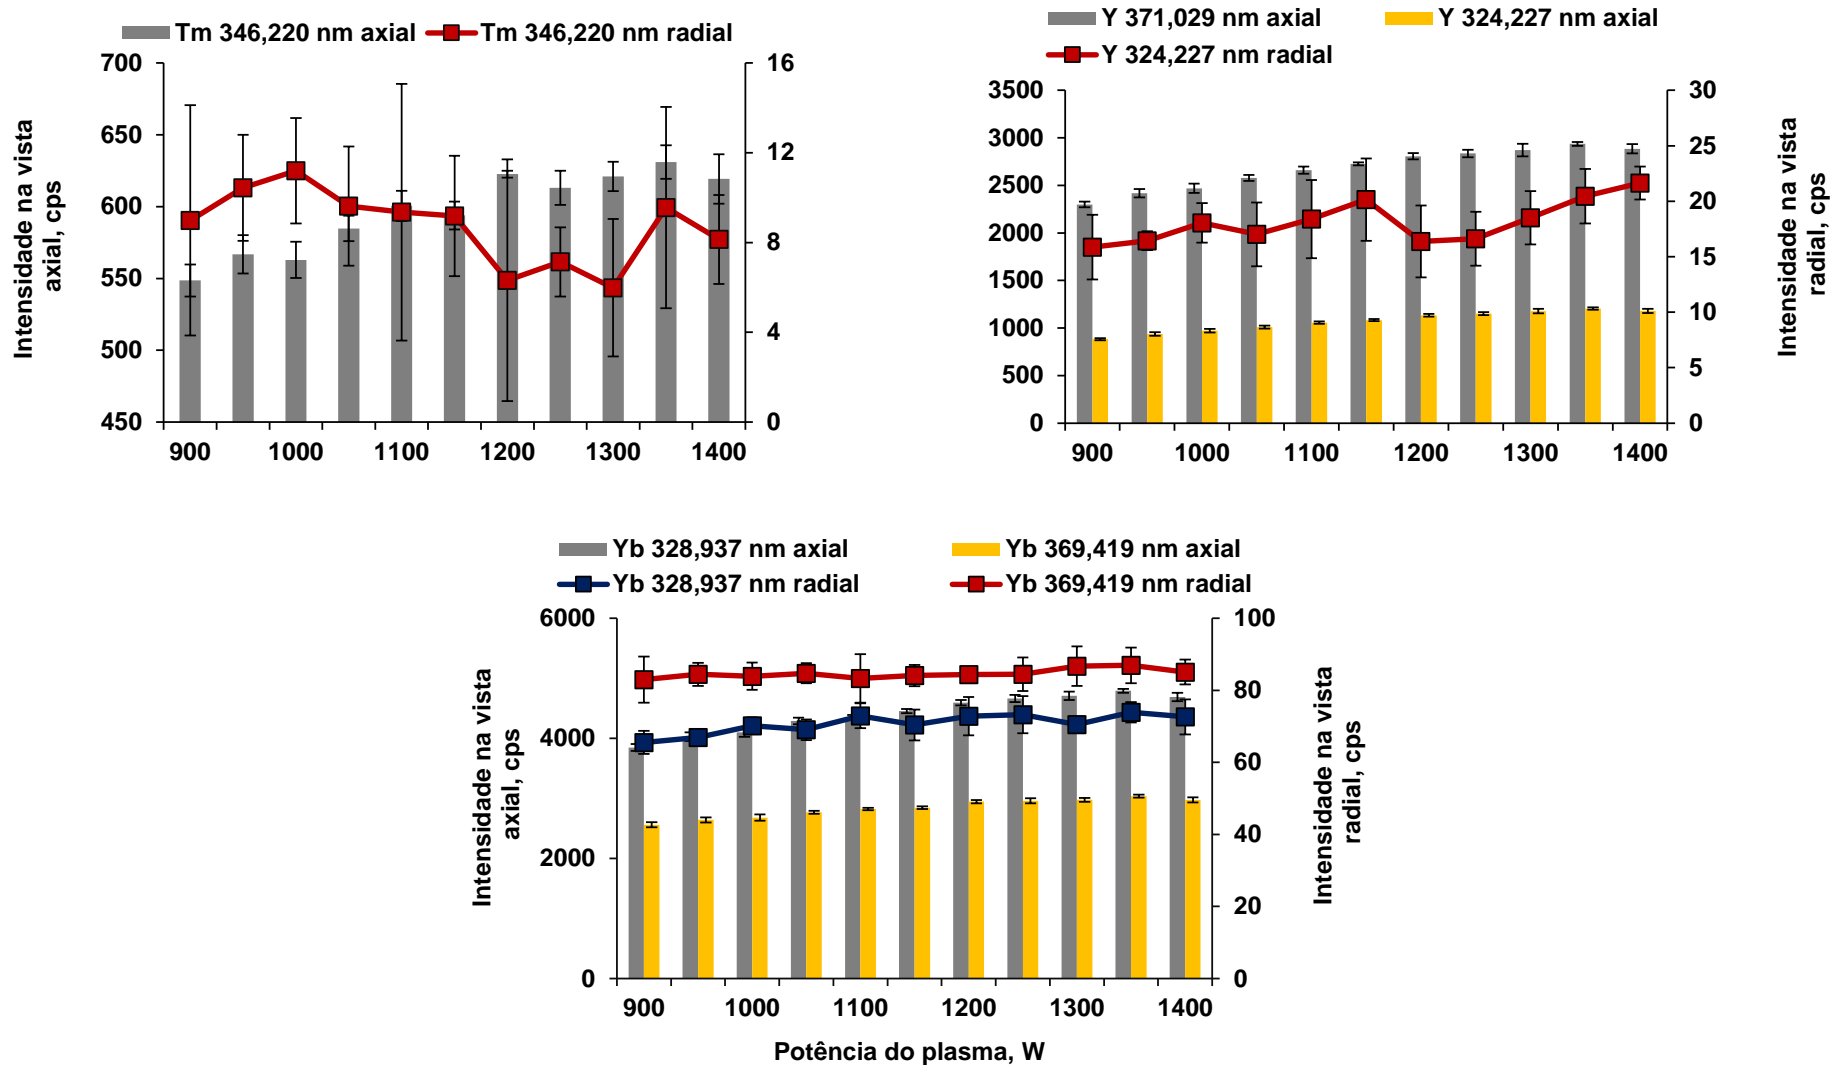 Tm 346,220 nm axial Tm 346,220 nm radial
Intensidade na vista
axial, cps
700
650
600
550
500
450
16
12
8
4
0
900 1000 1100 1200 1300 1400
Y 371,029 nm axial Y 324,227 nm axial
Y 324,227 nm radial
3500
3000
2500
2000
1500
1000
500
0
30
25
20
15
10
5
0
Intensidade na vista
radial, cps
900 1000 1100 1200 1300 1400
Yb 328,937 nm axial Yb 369,419 nm axial
Yb 328,937 nm radial Yb 369,419 nm radial
Intensidade na vista
axial, cps
6000
4000
2000
0
100
80
60
40
20
0
Intensidade na vista
radial, cps
900 1000 1100 1200 1300 1400
Potência do plasma, W